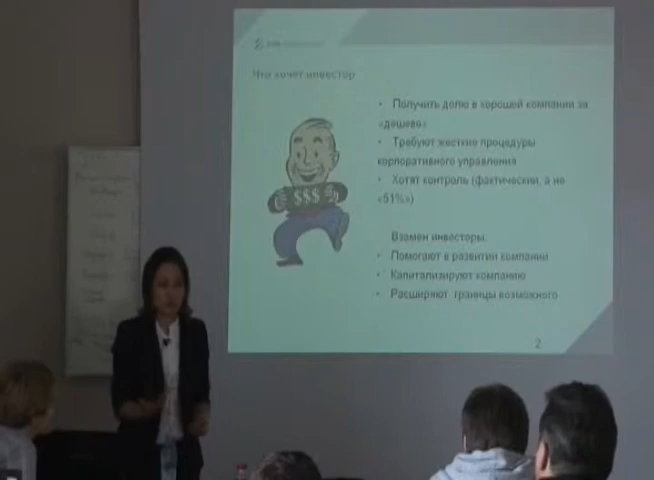 Что хочет инвестор
• Получить долю в хорошей компании за
«дешево»
• Требуют жесткие процедуры
корпоративного управления
• Хотят контроль (фактический, а не
«51%»)
$$$
Взамен инвесторы:
• Помогают в развитии компании
• Капитализируют компанию
• Расширяют границы возможного
2